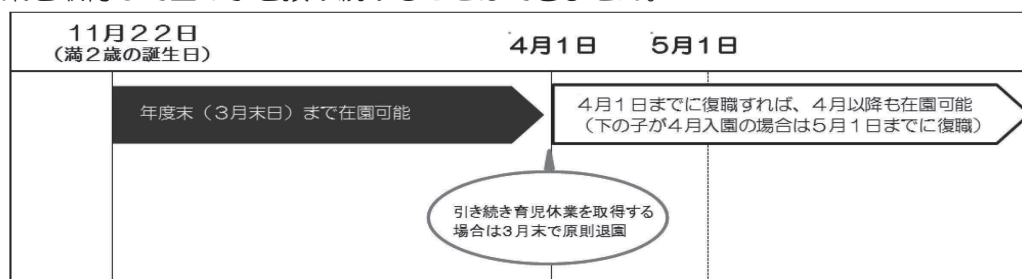 11月22日
(満2歳の誕生日)
4月1日
5月1日
年度末(3月末日)まで在園可能
4月1日までに復職すれば、4月以降も在園可能
(下の子が4月入園の場合は5月1日までに復職)
引き続き育児休業を取得する
場合は3月末で原則退園